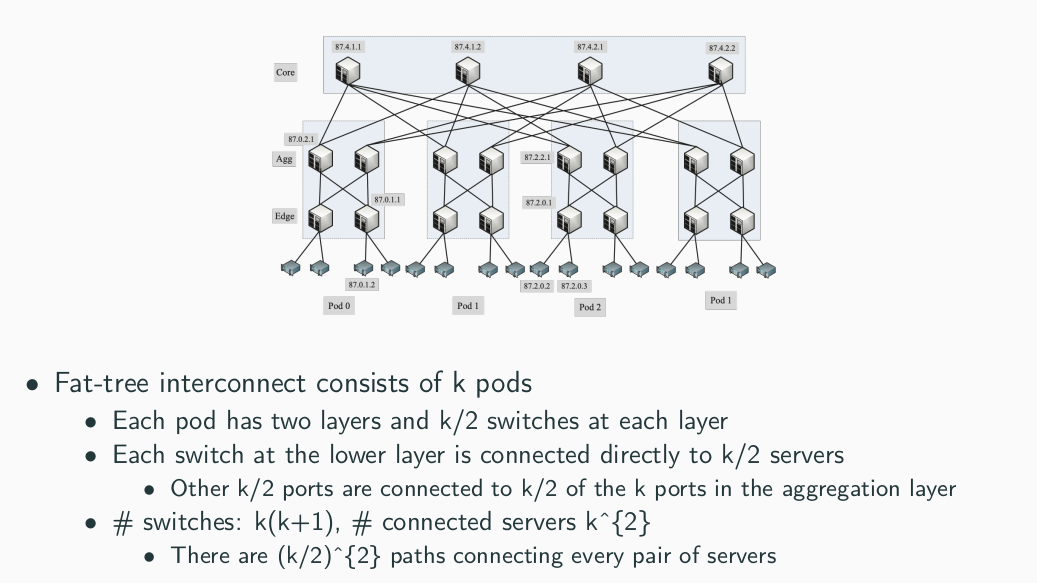 87.4.1.1
87.4.1.2
87.4.2.1
87.4.2.2
Core
87.0.2.1
Agg
87.2.2.1
87.0.1.1
87.2.0.1
Edge
87.0.1.2
87.2.0.2
87.2.0.3
Pod 0
Pod 1
Pod 2
Pod 1
• Fat-tree interconnect consists of k pods
• Each pod has two layers and k/2 switches at each layer
• Each switch at the lower layer is connected directly to k/2 servers
• Other k/2 ports are connected to k/2 of the k ports in the aggregation layer
• # switches: k(k+1), # connected servers k^{2}
• There are (k/2)^{2} paths connecting every pair of servers